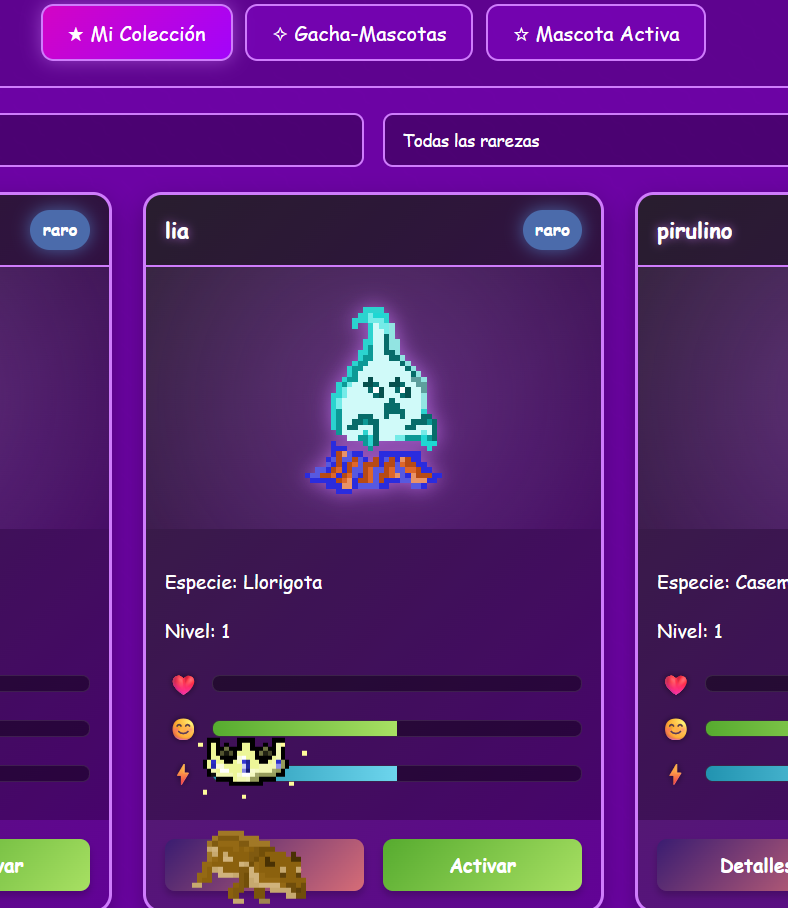 ★ Mi Colección
✧ Gacha-Mascotas
☆ Mascota Activa
Todas las rarezas
raro
lia
raro
pirulino
Especie: Llorigota
Nivel: 1
Especie: Casem
Nivel: 1
var
Activar
Detalles